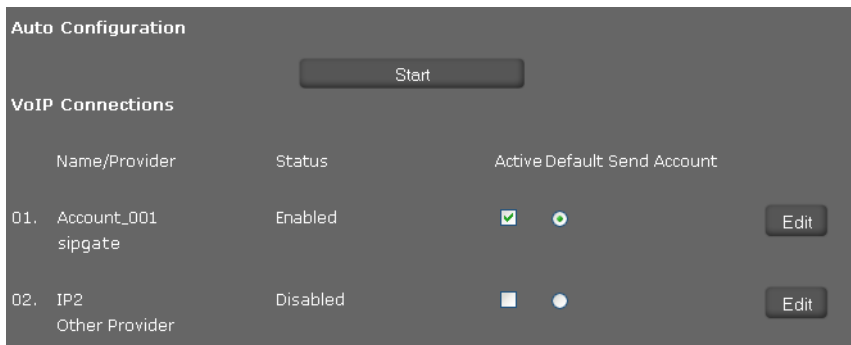 Auto Configuration
Start
VoIP Connections
Name/Provider Status Active Default Send Account
01. Account_001 Enabled Edit
sipgate
02. IP2 Disabled Edit
Other Provider